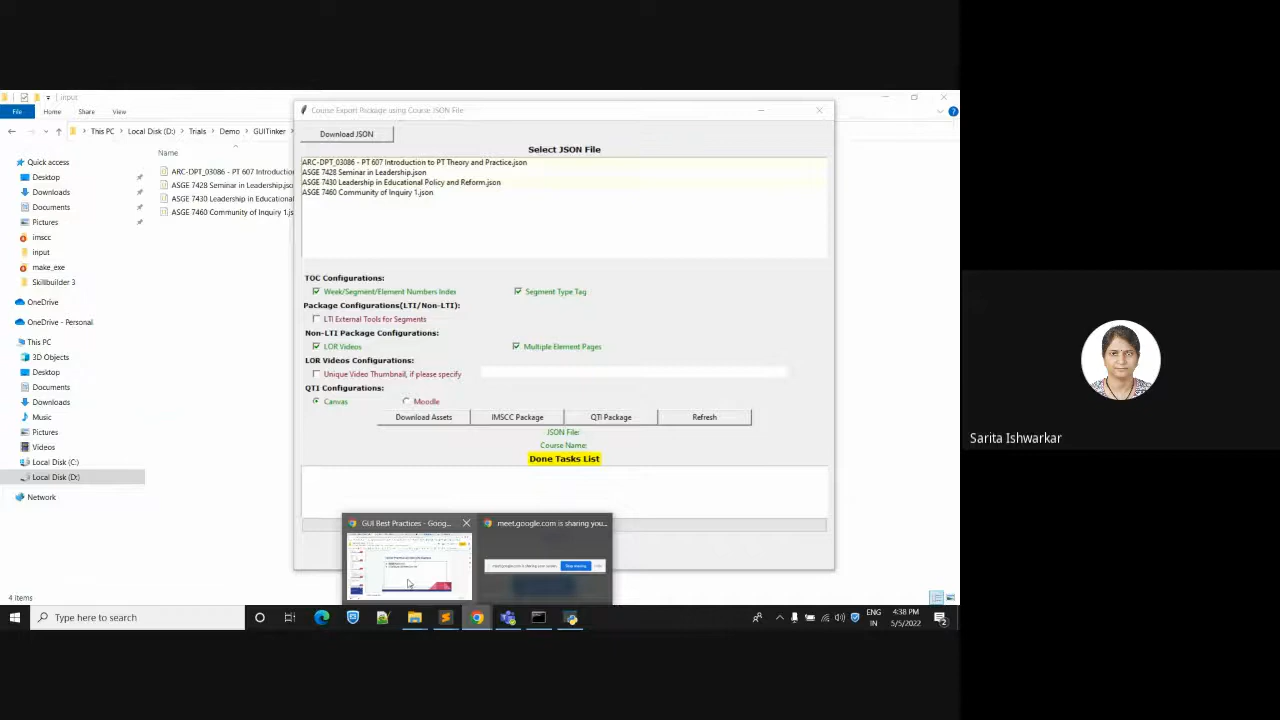 input
File
Home
Share
View
This PC
Local Disk (D:)
Trials
Demo
GUITinker
Name
Quick access
Desktop
Documents
Pictures
imscc
input
make_exe
Skillbuilder 3
OneDrive
OneDrive - Personal
This PC
3D Objects
Desktop
Documents
Downloads
Music
Pictures
Videos
Local Disk (C:)
Local Disk (D:)
Network
4 items
ARC-DPT_03086 - PT 607 Introduction
ASGE 7428 Seminar in Leadership.json
ASGE 7430 Leadership in Educational
ASGE 7460 Community of Inquiry 1.js
Course Export Package using Course JSON File
Download JSON
Select JSON File
ARC-DPT_03086 - PT 607 Introduction to PT Theory and Practice.json
ASGE 7428 Seminar in Leadership.json
ASGE 7430 Leadership in Educational Policy and Reform.json
ASGE 7460 Community of Inquiry 1.json
TOC Configurations:
Week/Segment/Element Numbers Index
Segment Type Tag
Package Configurations(LTI/Non-LTI):
LTI External Tools for Segments
Non-LTI Package Configurations:
LOR Videos
Multiple Element Pages
LOR Videos Configurations:
Unique Video Thumbnail, if please specify
QTI Configurations:
Canvas
Moodle
Download Assets
IMSCC Package
QTI Package
Refresh
JSON File:
Course Name:
Done Tasks List
GUI Best Practices - Goog...
meet.google.com is sharing you...
Type here to search
ENG
IN
4:38 PM
5/5/2022
2
Sarita Ishwarkar